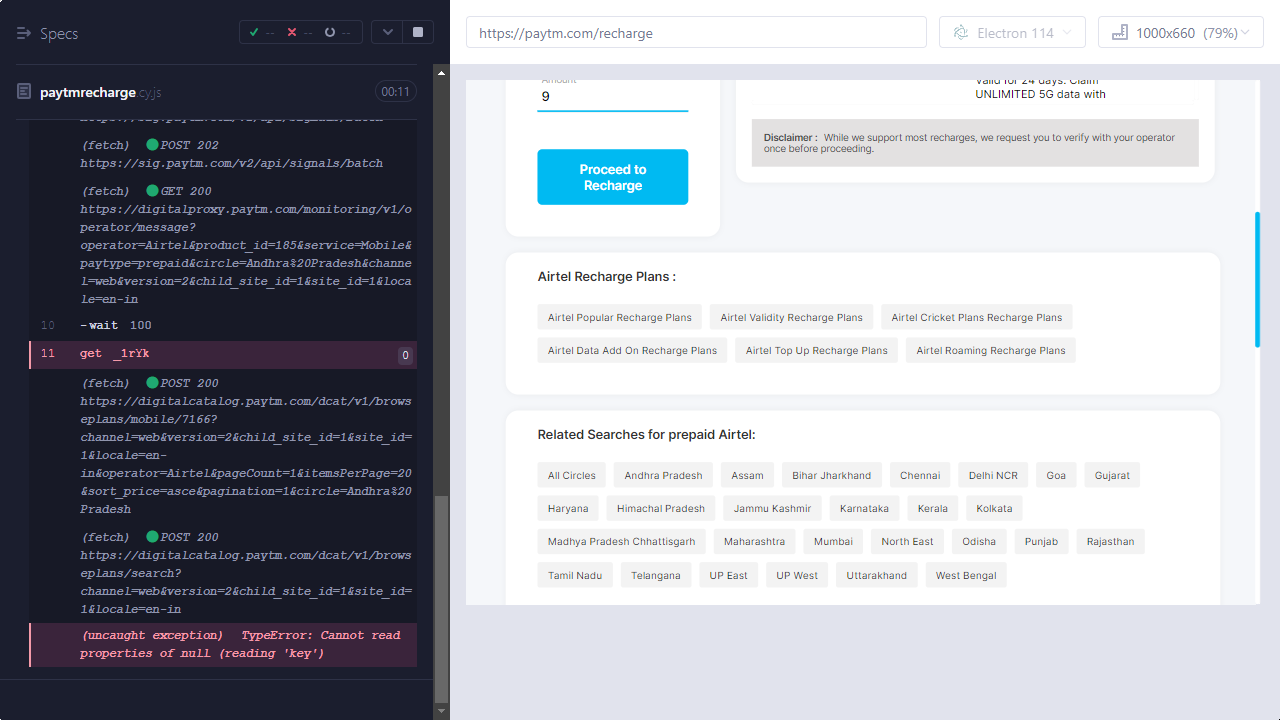 Specs
-- -- --
https://paytm.com/recharge
Electron 114
1000x660 (79%)
paytmrecharge.cy.js
00:11
(fetch) POST 202
https://sig.paytm.com/v2/api/signals/batch
(fetch) GET 200
https://digitalproxy.paytm.com/monitoring/v1/o
perator/message?
operator=Airtel&product_id=185&service=Mobile&
paytype=prepaid&circle=Andhra%20Pradesh&channe
l=web&version=2&child_site_id=1&site_id=1&loca
le=en-in
10 -wait 100
11 get _1rYk 0
(fetch) POST 200
https://digitalcatalog.paytm.com/dcat/v1/brows
eplans/mobile/7166?
channel=web&version=2&child_site_id=1&site_id=
1&locale=en-
in&operator=Airtel&pageCount=1&itemsPerPage=20
&sort_price=asce&pagination=1&circle=Andhra%20
Pradesh
(fetch) POST 200
https://digitalcatalog.paytm.com/dcat/v1/brows
eplans/search?
channel=web&version=2&child_site_id=1&site_id=
1&locale=en-in
(uncaught exception) TypeError: Cannot read
properties of null (reading 'key')
Amount
9
Proceed to
Recharge
Valid for 24 days. Claim
UNLIMITED 5G data with
Disclaimer : While we support most recharges, we request you to verify with your operator
once before proceeding.
Airtel Recharge Plans :
Airtel Popular Recharge Plans Airtel Validity Recharge Plans Airtel Cricket Plans Recharge Plans
Airtel Data Add On Recharge Plans Airtel Top Up Recharge Plans Airtel Roaming Recharge Plans
Related Searches for prepaid Airtel:
All Circles Andhra Pradesh Assam Bihar Jharkhand Chennai Delhi NCR Goa Gujarat
Haryana Himachal Pradesh Jammu Kashmir Karnataka Kerala Kolkata
Madhya Pradesh Chhattisgarh Maharashtra Mumbai North East Odisha Punjab Rajasthan
Tamil Nadu Telangana UP East UP West Uttarakhand West Bengal